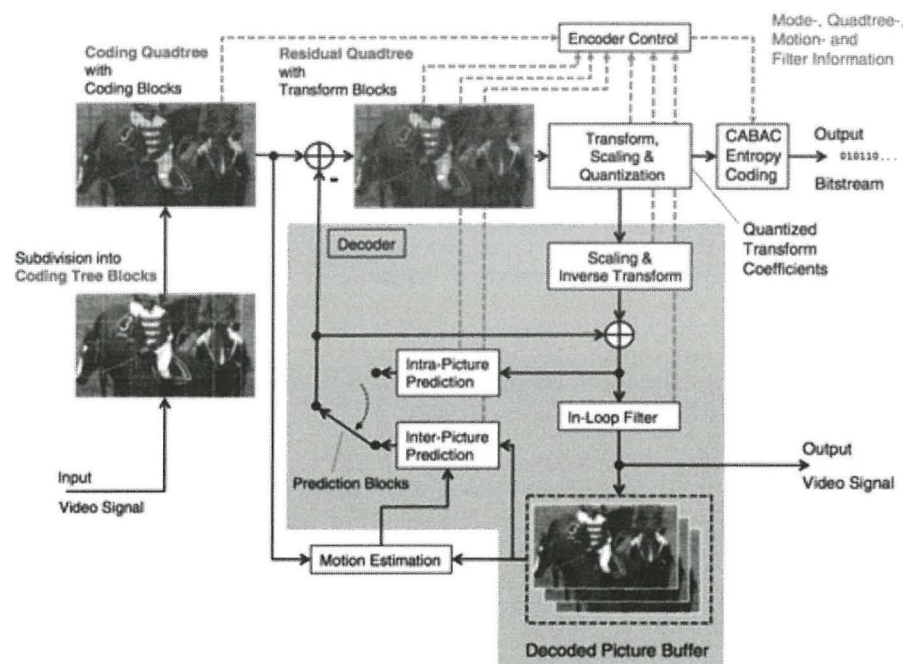 Coding Quadtree
with
Coding Blocks
Residual Quadtree
with
Transform Blocks
Encoder Control
Mode-, Quadtree-,
Motion- and
Filter Information
Transform,
Scaling &
Quantization
CABAC
Entropy
Coding
Output
010110...
Bitstream
Subdivision into
Coding Tree Blocks
Decoder
Scaling &
Inverse Transform
Quantized
Transform
Coefficients
-
Intra-Picture
Prediction
In-Loop Filter
Inter-Picture
Prediction
Prediction Blocks
Input
Video Signal
Output
Video Signal
Motion Estimation
Decoded Picture Buffer